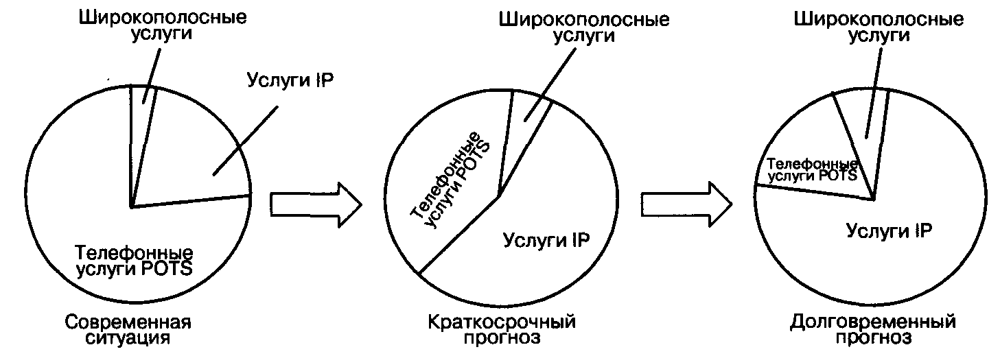 Широкополосные
услуги
Услуги IP
Телефонные
услуги POTS
Современная
ситуация
Широкополосные
услуги
Телефонные
услуги POTS
Услуги IP
Краткосрочный
прогноз
Широкополосные
услуги
Телефонные
услуги POTS
Услуги IP
Долговременный
прогноз